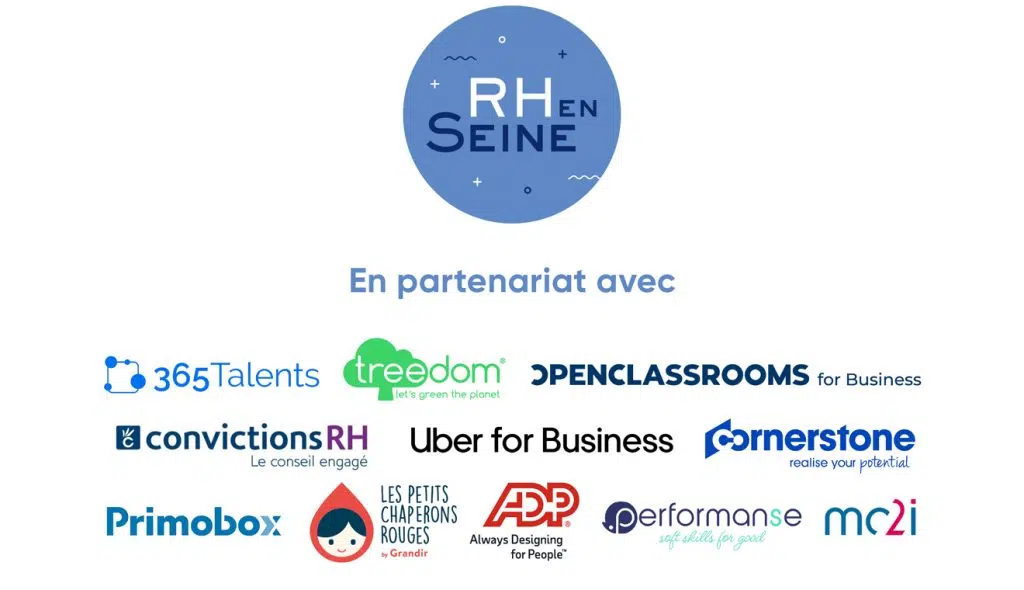 RH EN
SEINE
En partenariat avec
365Talents
treedom®
let's green the planet
OPENCLASSROOMS for Business
convictionsRH
Le conseil engagé
Uber for Business
cornerstone
realise your potential
Primobox
LES PETITS
CHAPERONS
ROUGES
by Grandir
ADP®
Always Designing
for People™
performanse
soft skills for good
mc2i